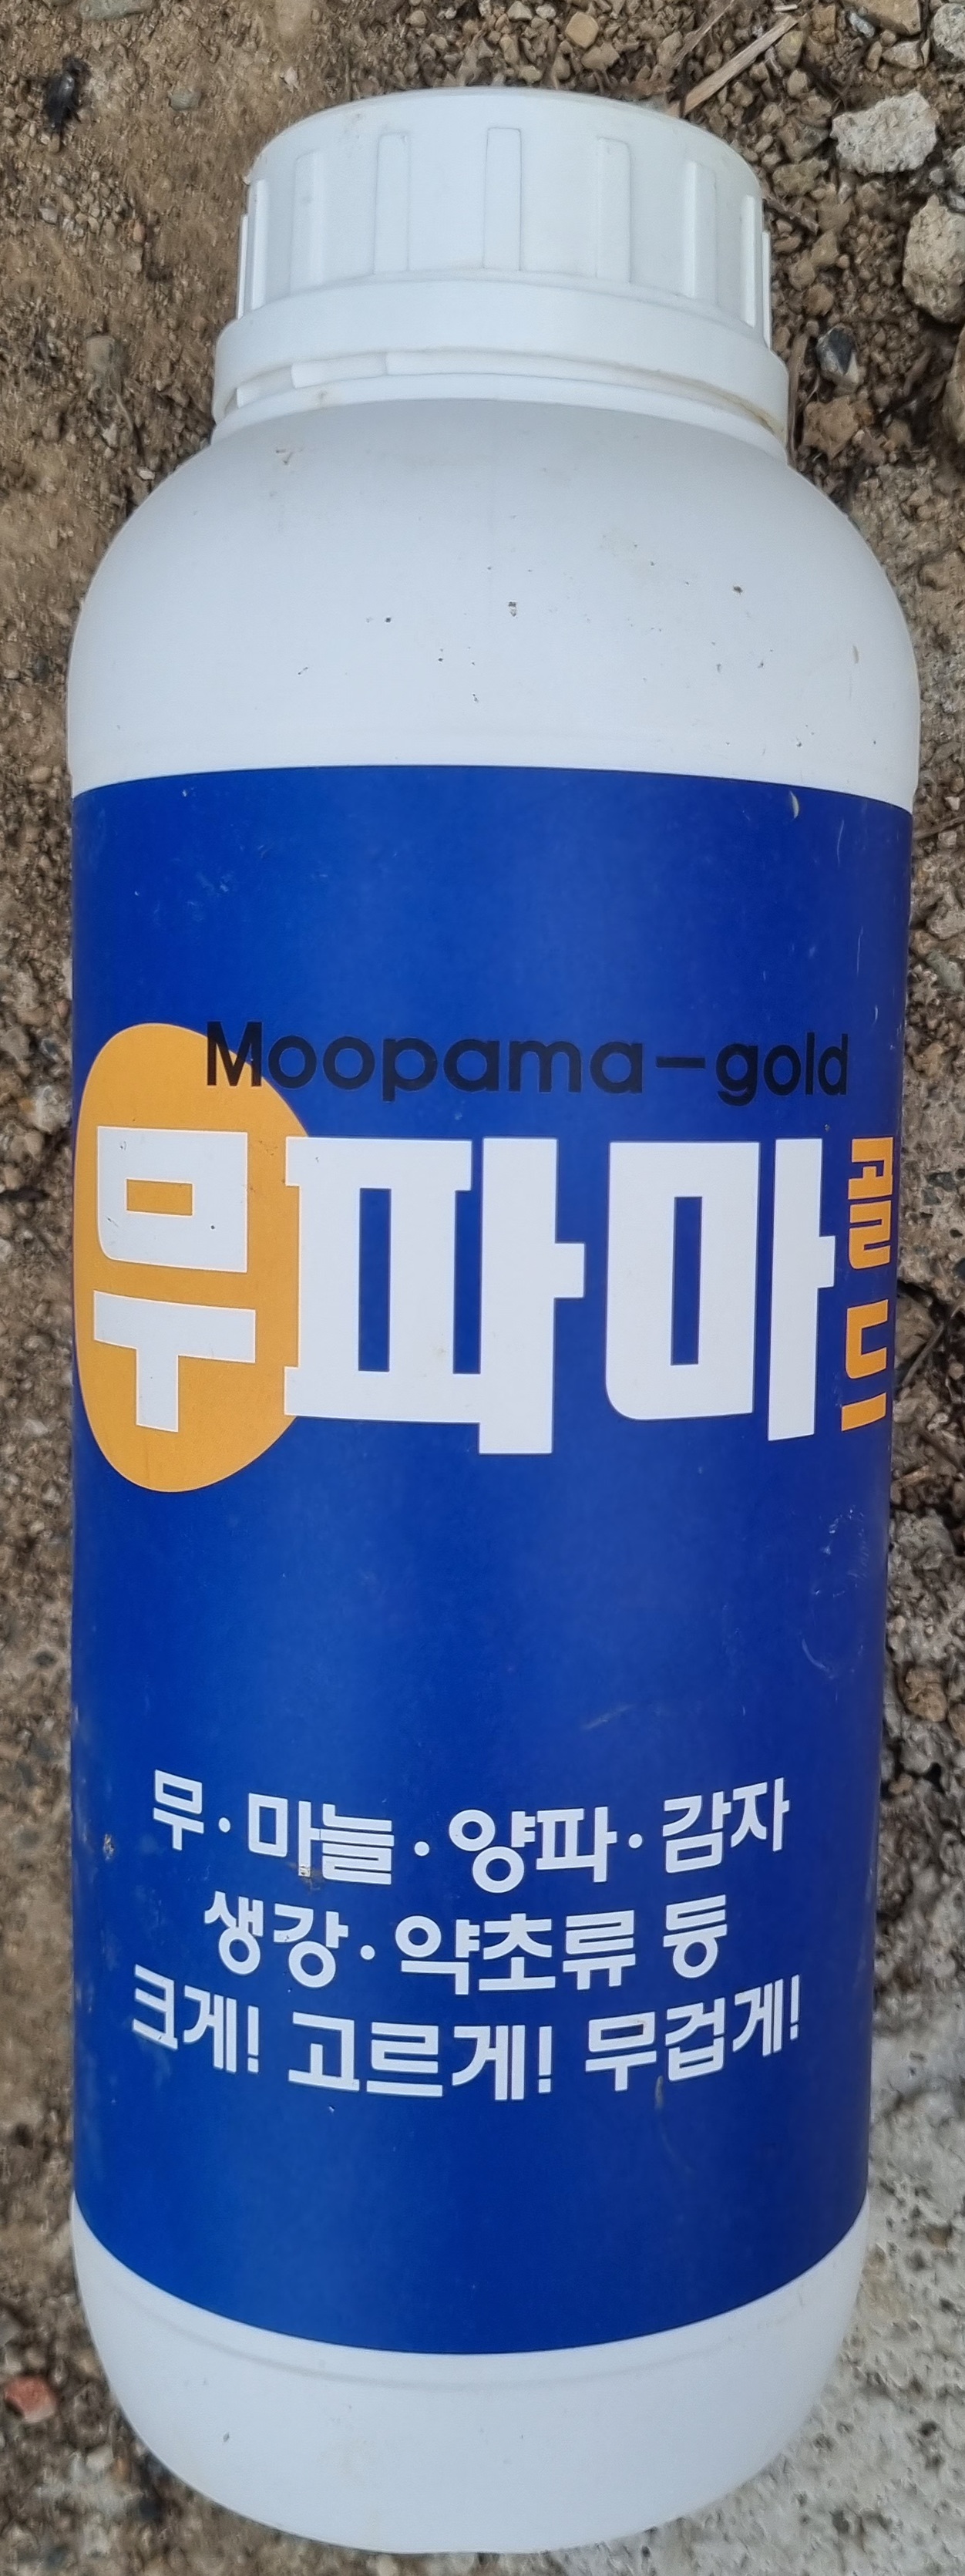 Moopama-gold
무파마골드
무·마늘·양파·감자
생강·약초류 등
크게! 고르게! 무겁게!